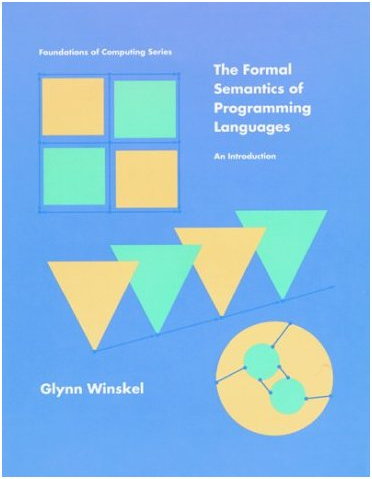 Foundations of Computing Series
The Formal
Semantics of
Programming
Languages
An Introduction
Glynn Winskel